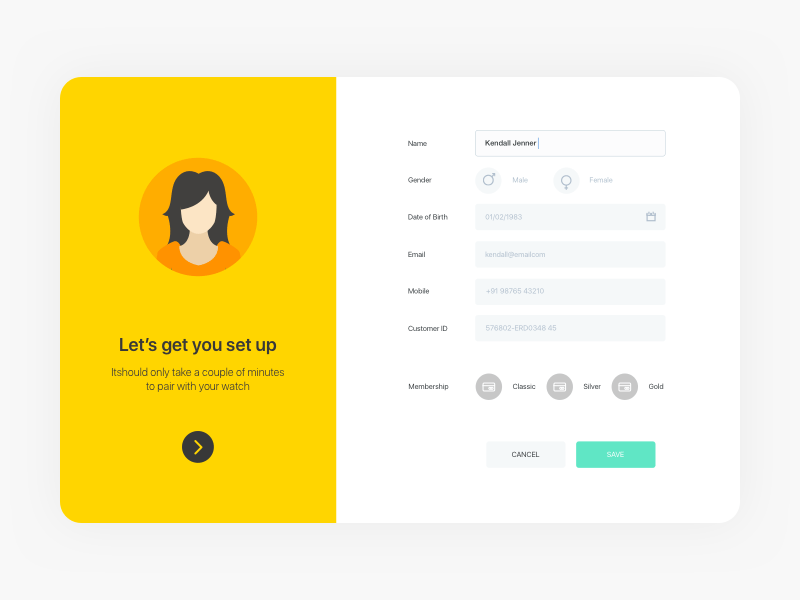 Let's get you set up
Itshould only take a couple of minutes
to pair with your watch
Name
Kendall Jenner
Gender
Male
Female
Date of Birth
01/02/1983
Email
kendall@emailcom
Mobile
+91 98765 43210
Customer ID
576802-ERD0348 45
Membership
Classic
Silver
Gold
CANCEL
SAVE